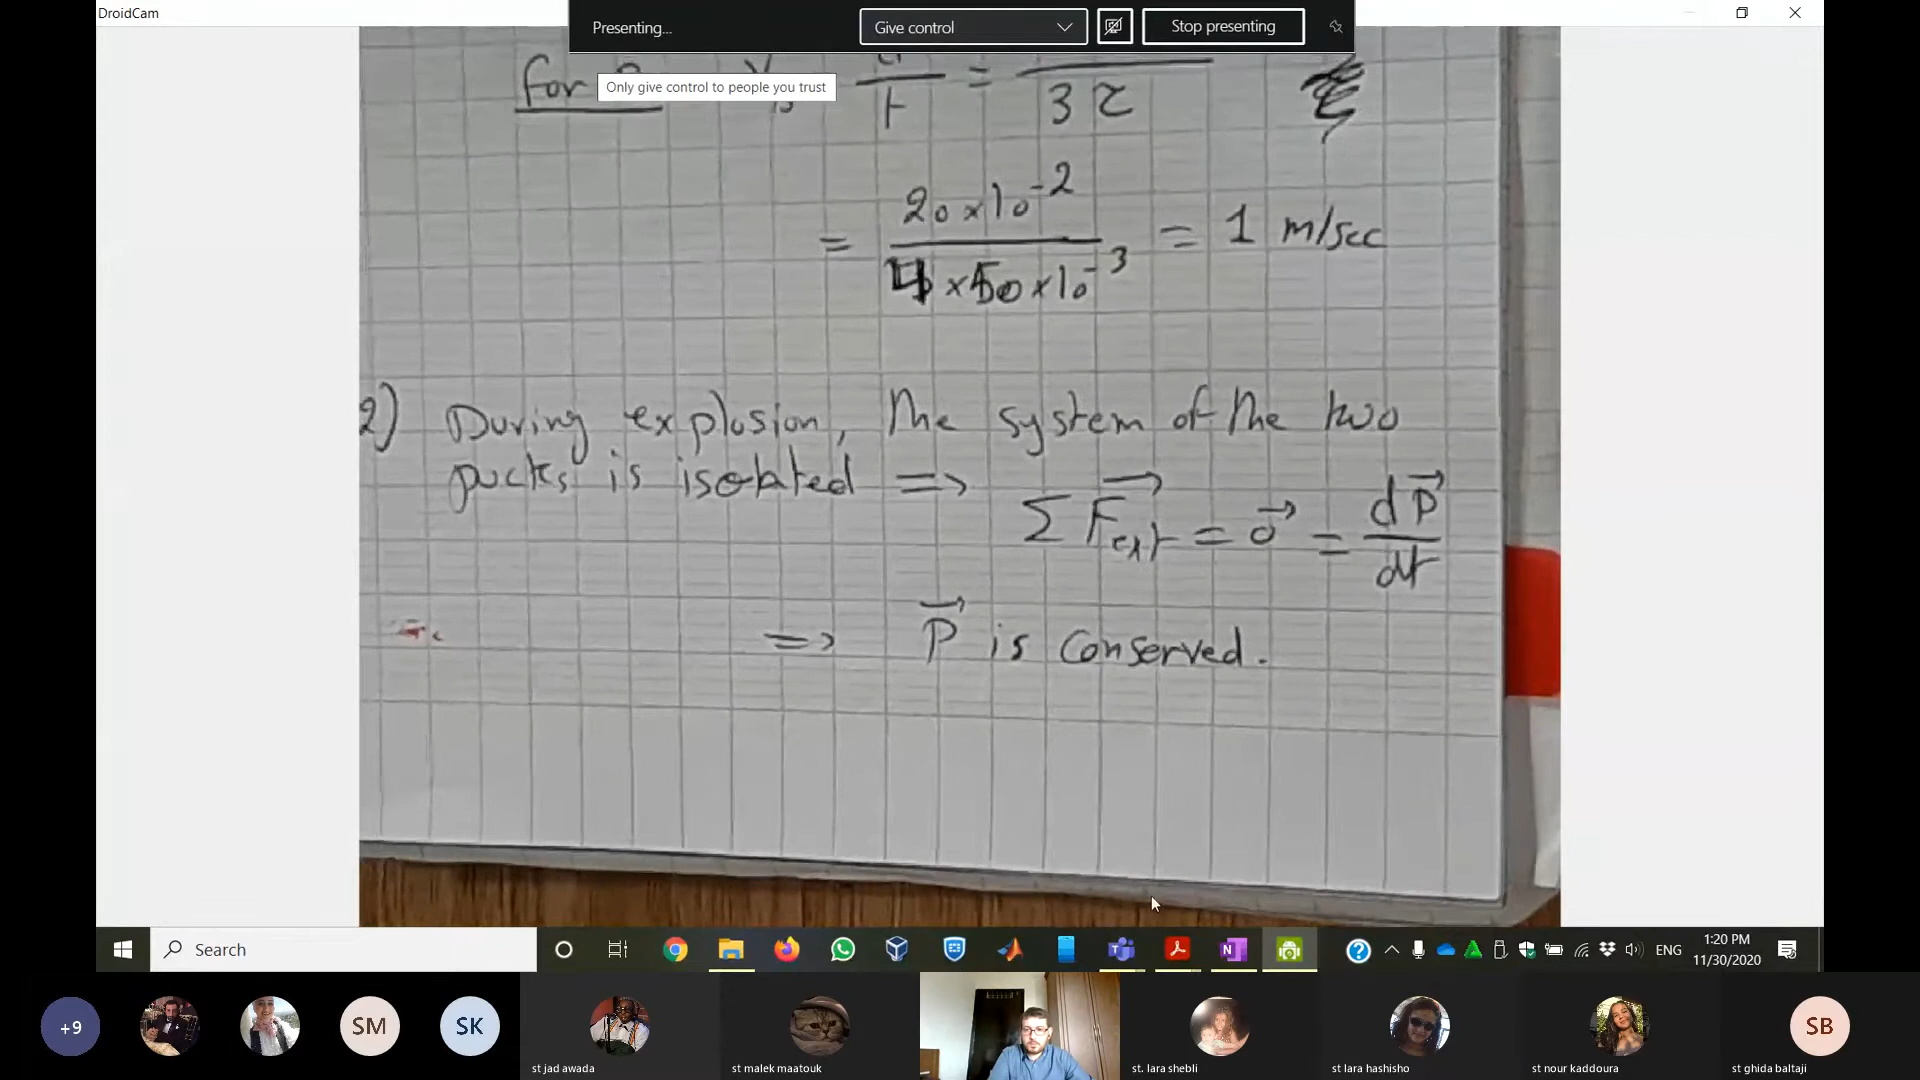 DroidCam
Presenting...
Give control
Stop presenting
Only give control to people you trust
for
t = 3τ
= 20 x 10⁻² / 4 x 50 x 10⁻³ = 1 m/sec
2) During explosion, the system of the two
pucks is isolated => ΣF⃗ext = 0⃗ = dP⃗/dt
=> P⃗ is conserved.
Search
ENG
1:20 PM
11/30/2020
+9
SM
SK
SB
st jad awada
st malek maatouk
st. lara shebli
st lara hashisho
st nour kaddoura
st ghida baltaji